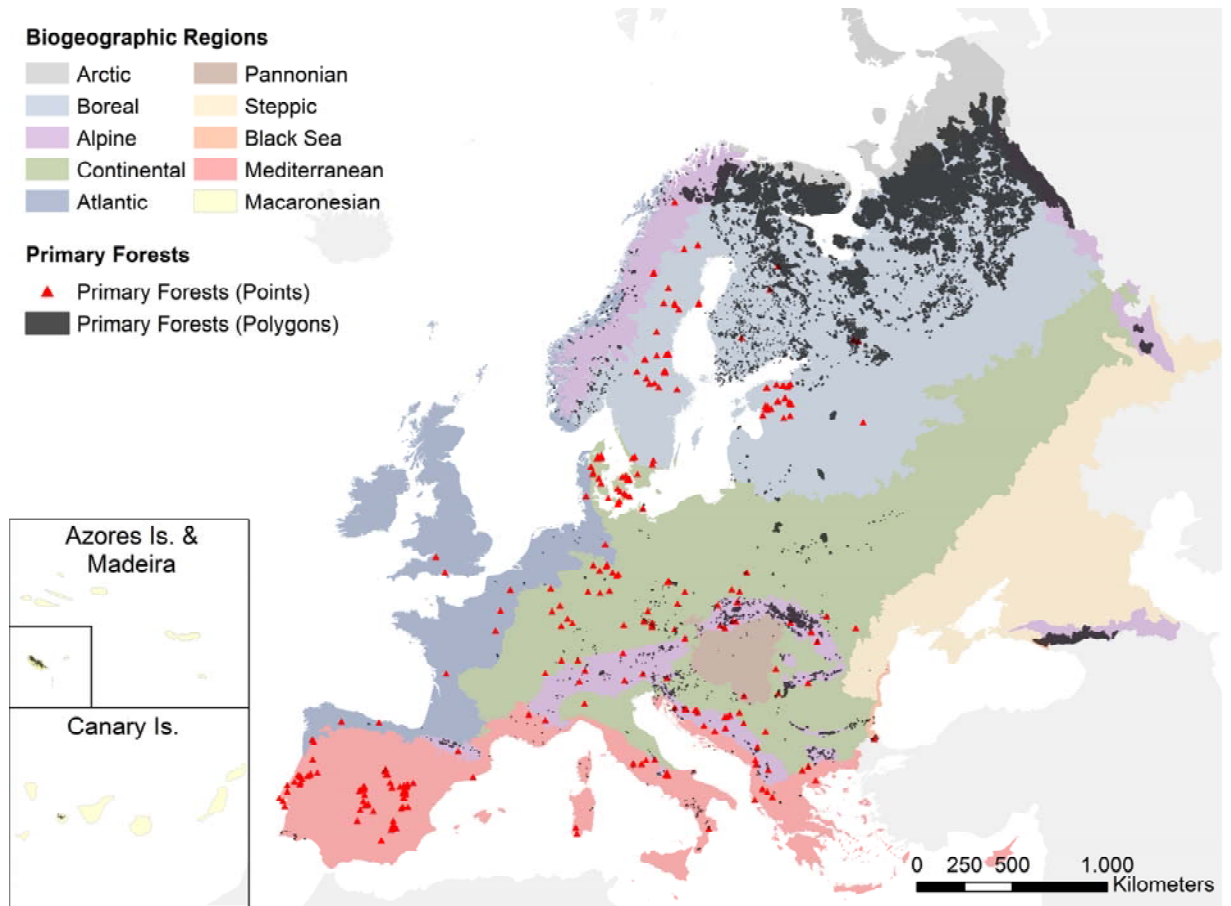 Biogeographic Regions
Arctic
Pannonian
Boreal
Steppic
Alpine
Black Sea
Continental
Mediterranean
Atlantic
Macaronesian
Primary Forests
Primary Forests (Points)
Primary Forests (Polygons)
Azores Is. &
Madeira
Canary Is.
0 250 500 1.000
Kilometers